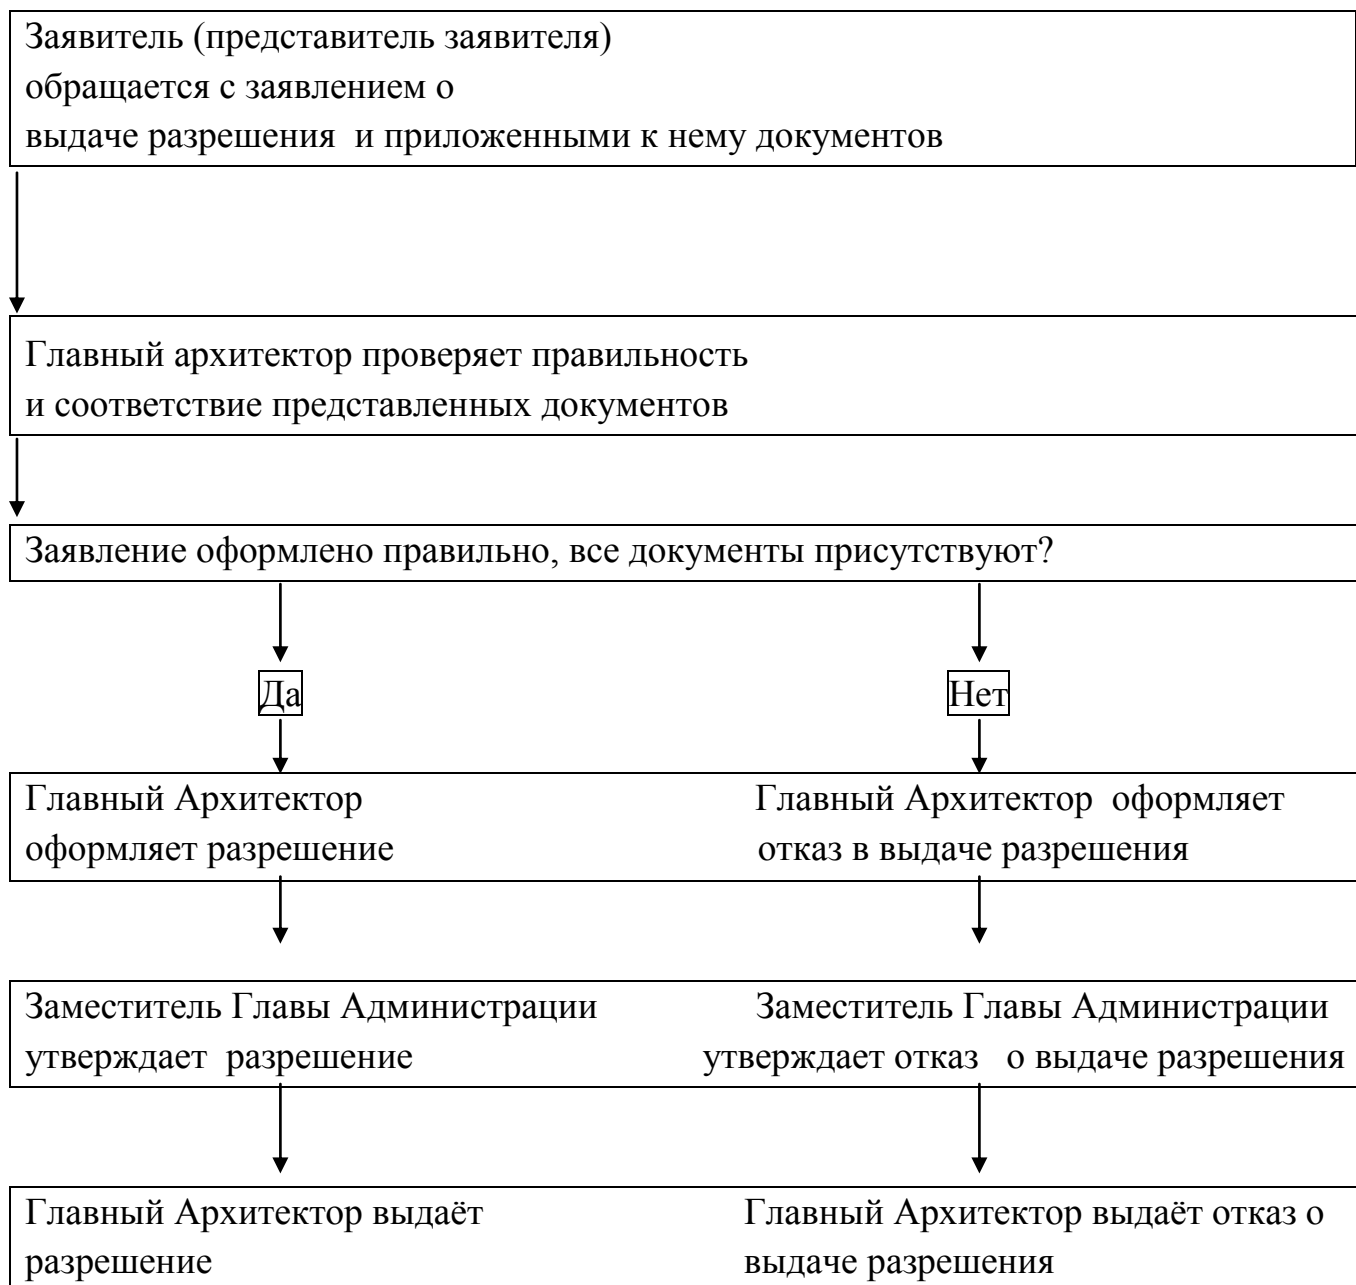 Заявитель (представитель заявителя)
обращается с заявлением о
выдаче разрешения и приложенными к нему документов
Главный архитектор проверяет правильность
и соответствие представленных документов
Заявление оформлено правильно, все документы присутствуют?
Да
Нет
Главный Архитектор
оформляет разрешение
Главный Архитектор оформляет
отказ в выдаче разрешения
Заместитель Главы Администрации
утверждает разрешение
Заместитель Главы Администрации
утверждает отказ о выдаче разрешения
Главный Архитектор выдаёт
разрешение
Главный Архитектор выдаёт отказ о
выдаче разрешения